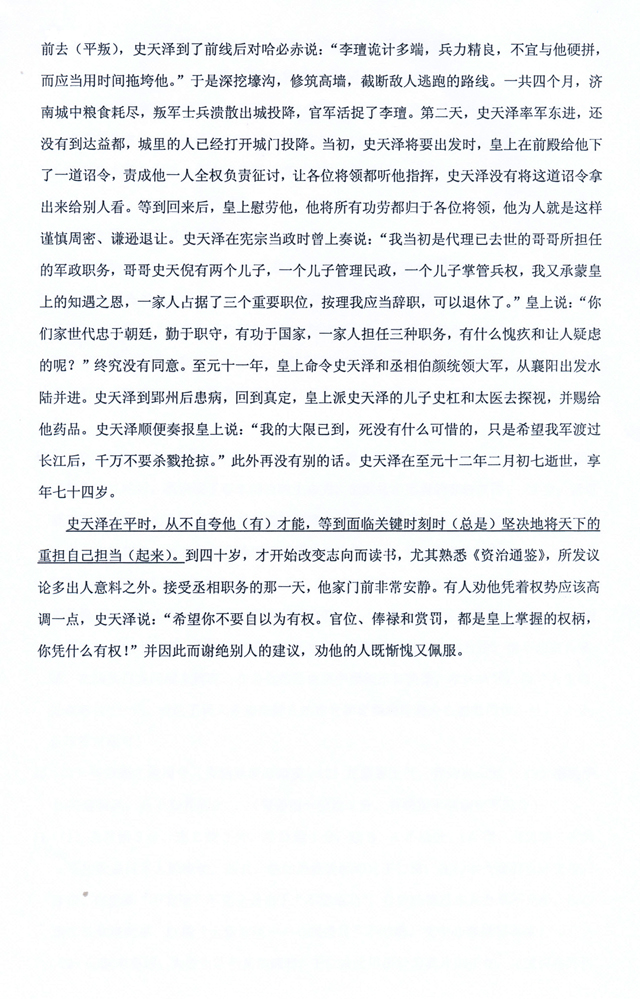 前去（平叛），史天泽到了前线后对哈必赤说：“李璮诡计多端，兵力精良，不宜与他硬拼，
而应当用时间拖垮他。”于是深挖壕沟，修筑高墙，截断敌人逃跑的路线。一共四个月，济
南城中粮食耗尽，叛军士兵溃散出城投降，官军活捉了李璮。第二天，史天泽率军东进，还
没有到达益都，城里的人已经打开城门投降。当初，史天泽将要出发时，皇上在前殿给他下
了一道诏令，责成他一人全权负责征讨，让各位将领都听他指挥，史天泽没有将这道诏令拿
出来给别人看。等到回来后，皇上慰劳他，他将所有功劳都归于各位将领，他为人就是这样
谨慎周密、谦逊退让。史天泽在宪宗当政时曾上奏说：“我当初是代理已去世的哥哥所担任
的军政职务，哥哥史天倪有两个儿子，一个儿子管理民政，一个儿子掌管兵权，我又承蒙皇
上的知遇之恩，一家人占据了三个重要职位，按理我应当辞职，可以退休了。”皇上说：“你
们家世代忠于朝廷，勤于职守，有功于国家，一家人担任三种职务，有什么愧疚和让人疑虑
的呢？”终究没有同意。至元十一年，皇上命令史天泽和丞相伯颜统领大军，从襄阳出发水
陆并进。史天泽到郢州后患病，回到真定，皇上派史天泽的儿子史杠和太医去探视，并赐给
他药品。史天泽顺便奏报皇上说：“我的大限已到，死没有什么可惜的，只是希望我军渡过
长江后，千万不要杀戮抢掠。”此外再没有别的话。史天泽在至元十二年二月初七逝世，享
年七十四岁。
史天泽在平时，从不自夸他（有）才能，等到面临关键时刻时（总是）坚决地将天下的
重担自己担当（起来）。到四十岁，才开始改变志向而读书，尤其熟悉《资治通鉴》，所发议
论多出人意料之外。接受丞相职务的那一天，他家门前非常安静。有人劝他凭着权势应该高
调一点，史天泽说：“希望你不要自以为有权。官位、俸禄和赏罚，都是皇上掌握的权柄，
你凭什么有权！”并因此而谢绝别人的建议，劝他的人既惭愧又佩服。